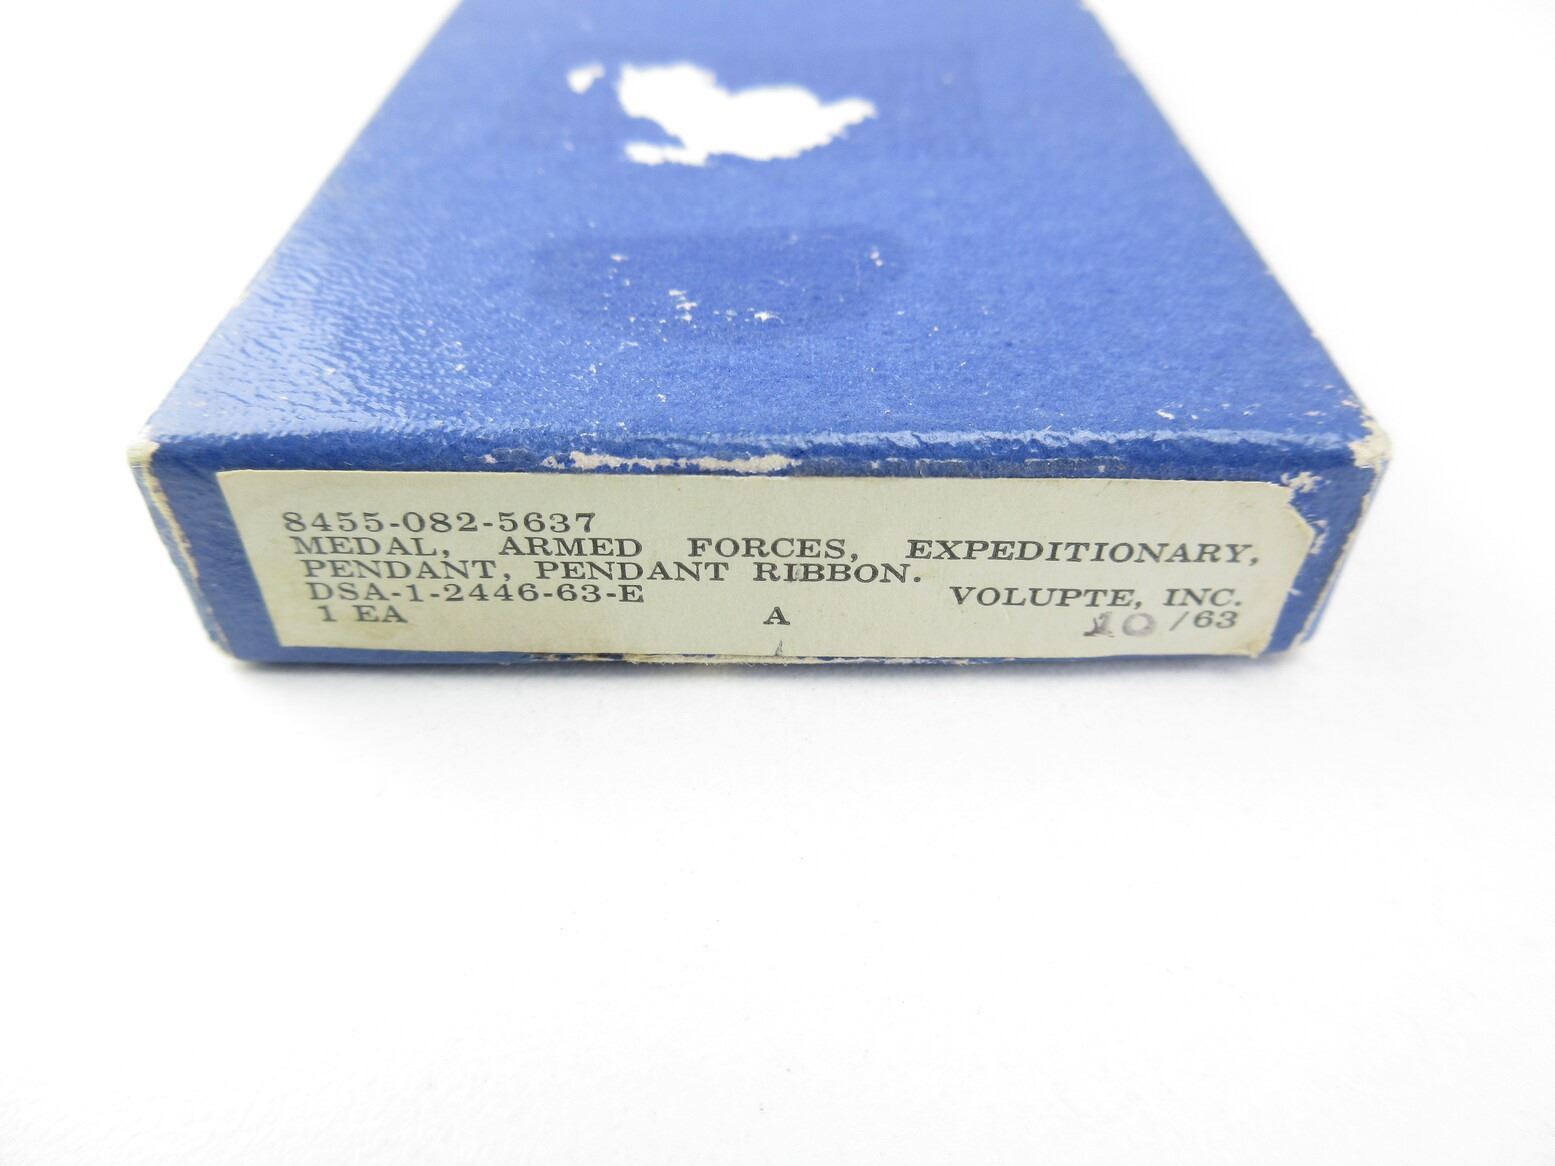 8455-082-5637
MEDAL, ARMED FORCES, EXPEDITIONARY,
PENDANT, PENDANT RIBBON.
DSA-1-2446-63-E VOLUPTE, INC.
1 EA A 10/63